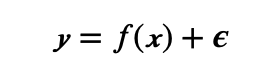 y = f(x) + ϵ